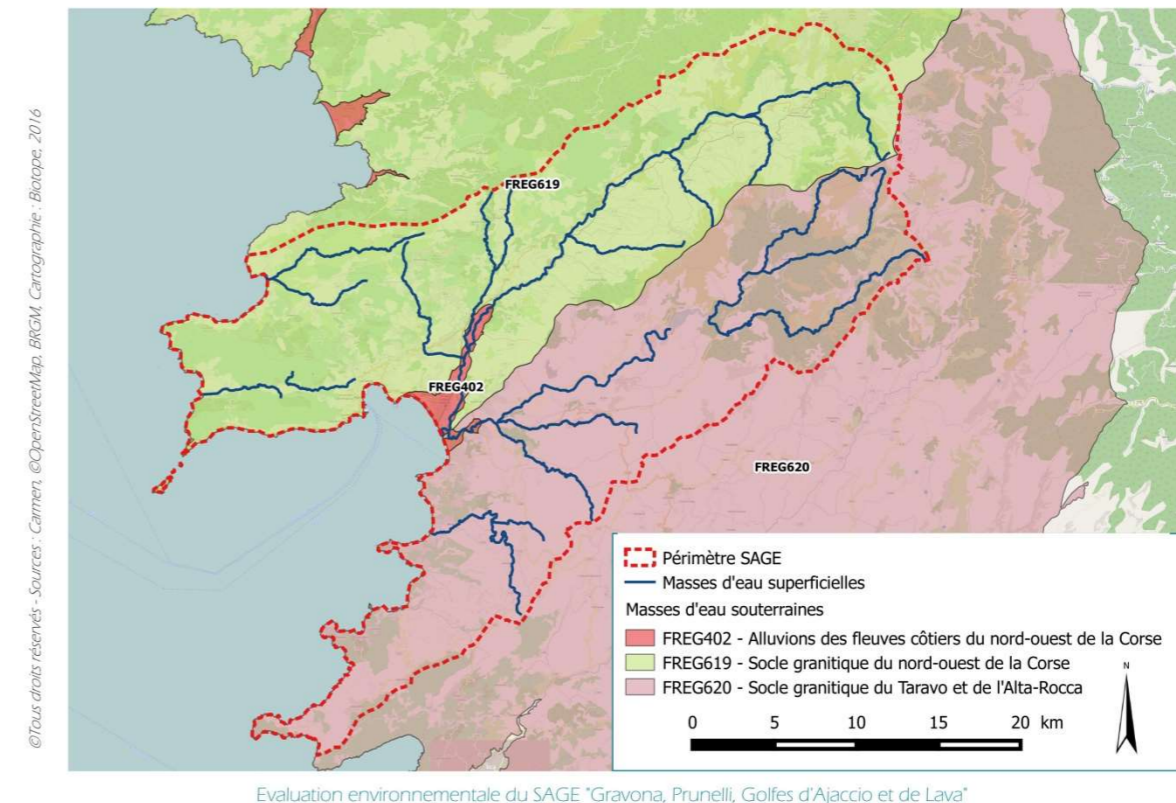 ©Tous droits réservés - Sources : Carmen, ©OpenStreetMap, BRGM, Cartographie : Biotope, 2016
FREG619
FREG402
FREG620
Périmètre SAGE
Masses d'eau superficielles
Masses d'eau souterraines
FREG402 - Alluvions des fleuves côtiers du nord-ouest de la Corse
FREG619 - Socle granitique du nord-ouest de la Corse
FREG620 - Socle granitique du Taravo et de l'Alta-Rocca
N
0 5 10 15 20 km
Evaluation environnementale du SAGE "Gravona, Prunelli, Golfes d'Ajaccio et de Lava"